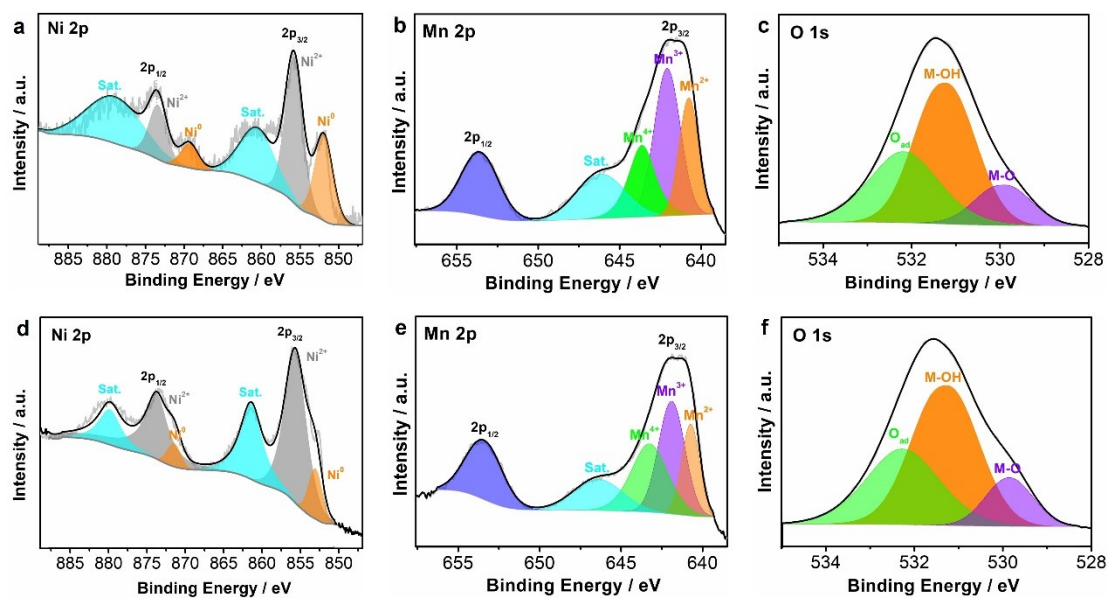 a
Ni 2p
2p₃/₂
Ni²⁺
2p₁/₂
Sat.
Ni²⁺
Ni⁰
Sat.
Ni⁰
Intensity / a.u.
885 880 875 870 865 860 855 850
Binding Energy / eV
b
Mn 2p
2p₃/₂
Mn³⁺
Mn²⁺
Mn⁴⁺
2p₁/₂
Sat.
Intensity / a.u.
655 650 645 640
Binding Energy / eV
c
O 1s
M-OH
Oad
M-O
Intensity / a.u.
534 532 530 528
Binding Energy / eV
d
Ni 2p
2p₃/₂
Ni²⁺
2p₁/₂
Sat.
Ni²⁺
Sat.
Ni⁰
Ni⁰
Intensity / a.u.
885 880 875 870 865 860 855 850
Binding Energy / eV
e
Mn 2p
2p₃/₂
Mn³⁺
Mn²⁺
Mn⁴⁺
2p₁/₂
Sat.
Intensity / a.u.
655 650 645 640
Binding Energy / eV
f
O 1s
M-OH
Oad
M-O
Intensity / a.u.
534 532 530 528
Binding Energy / eV